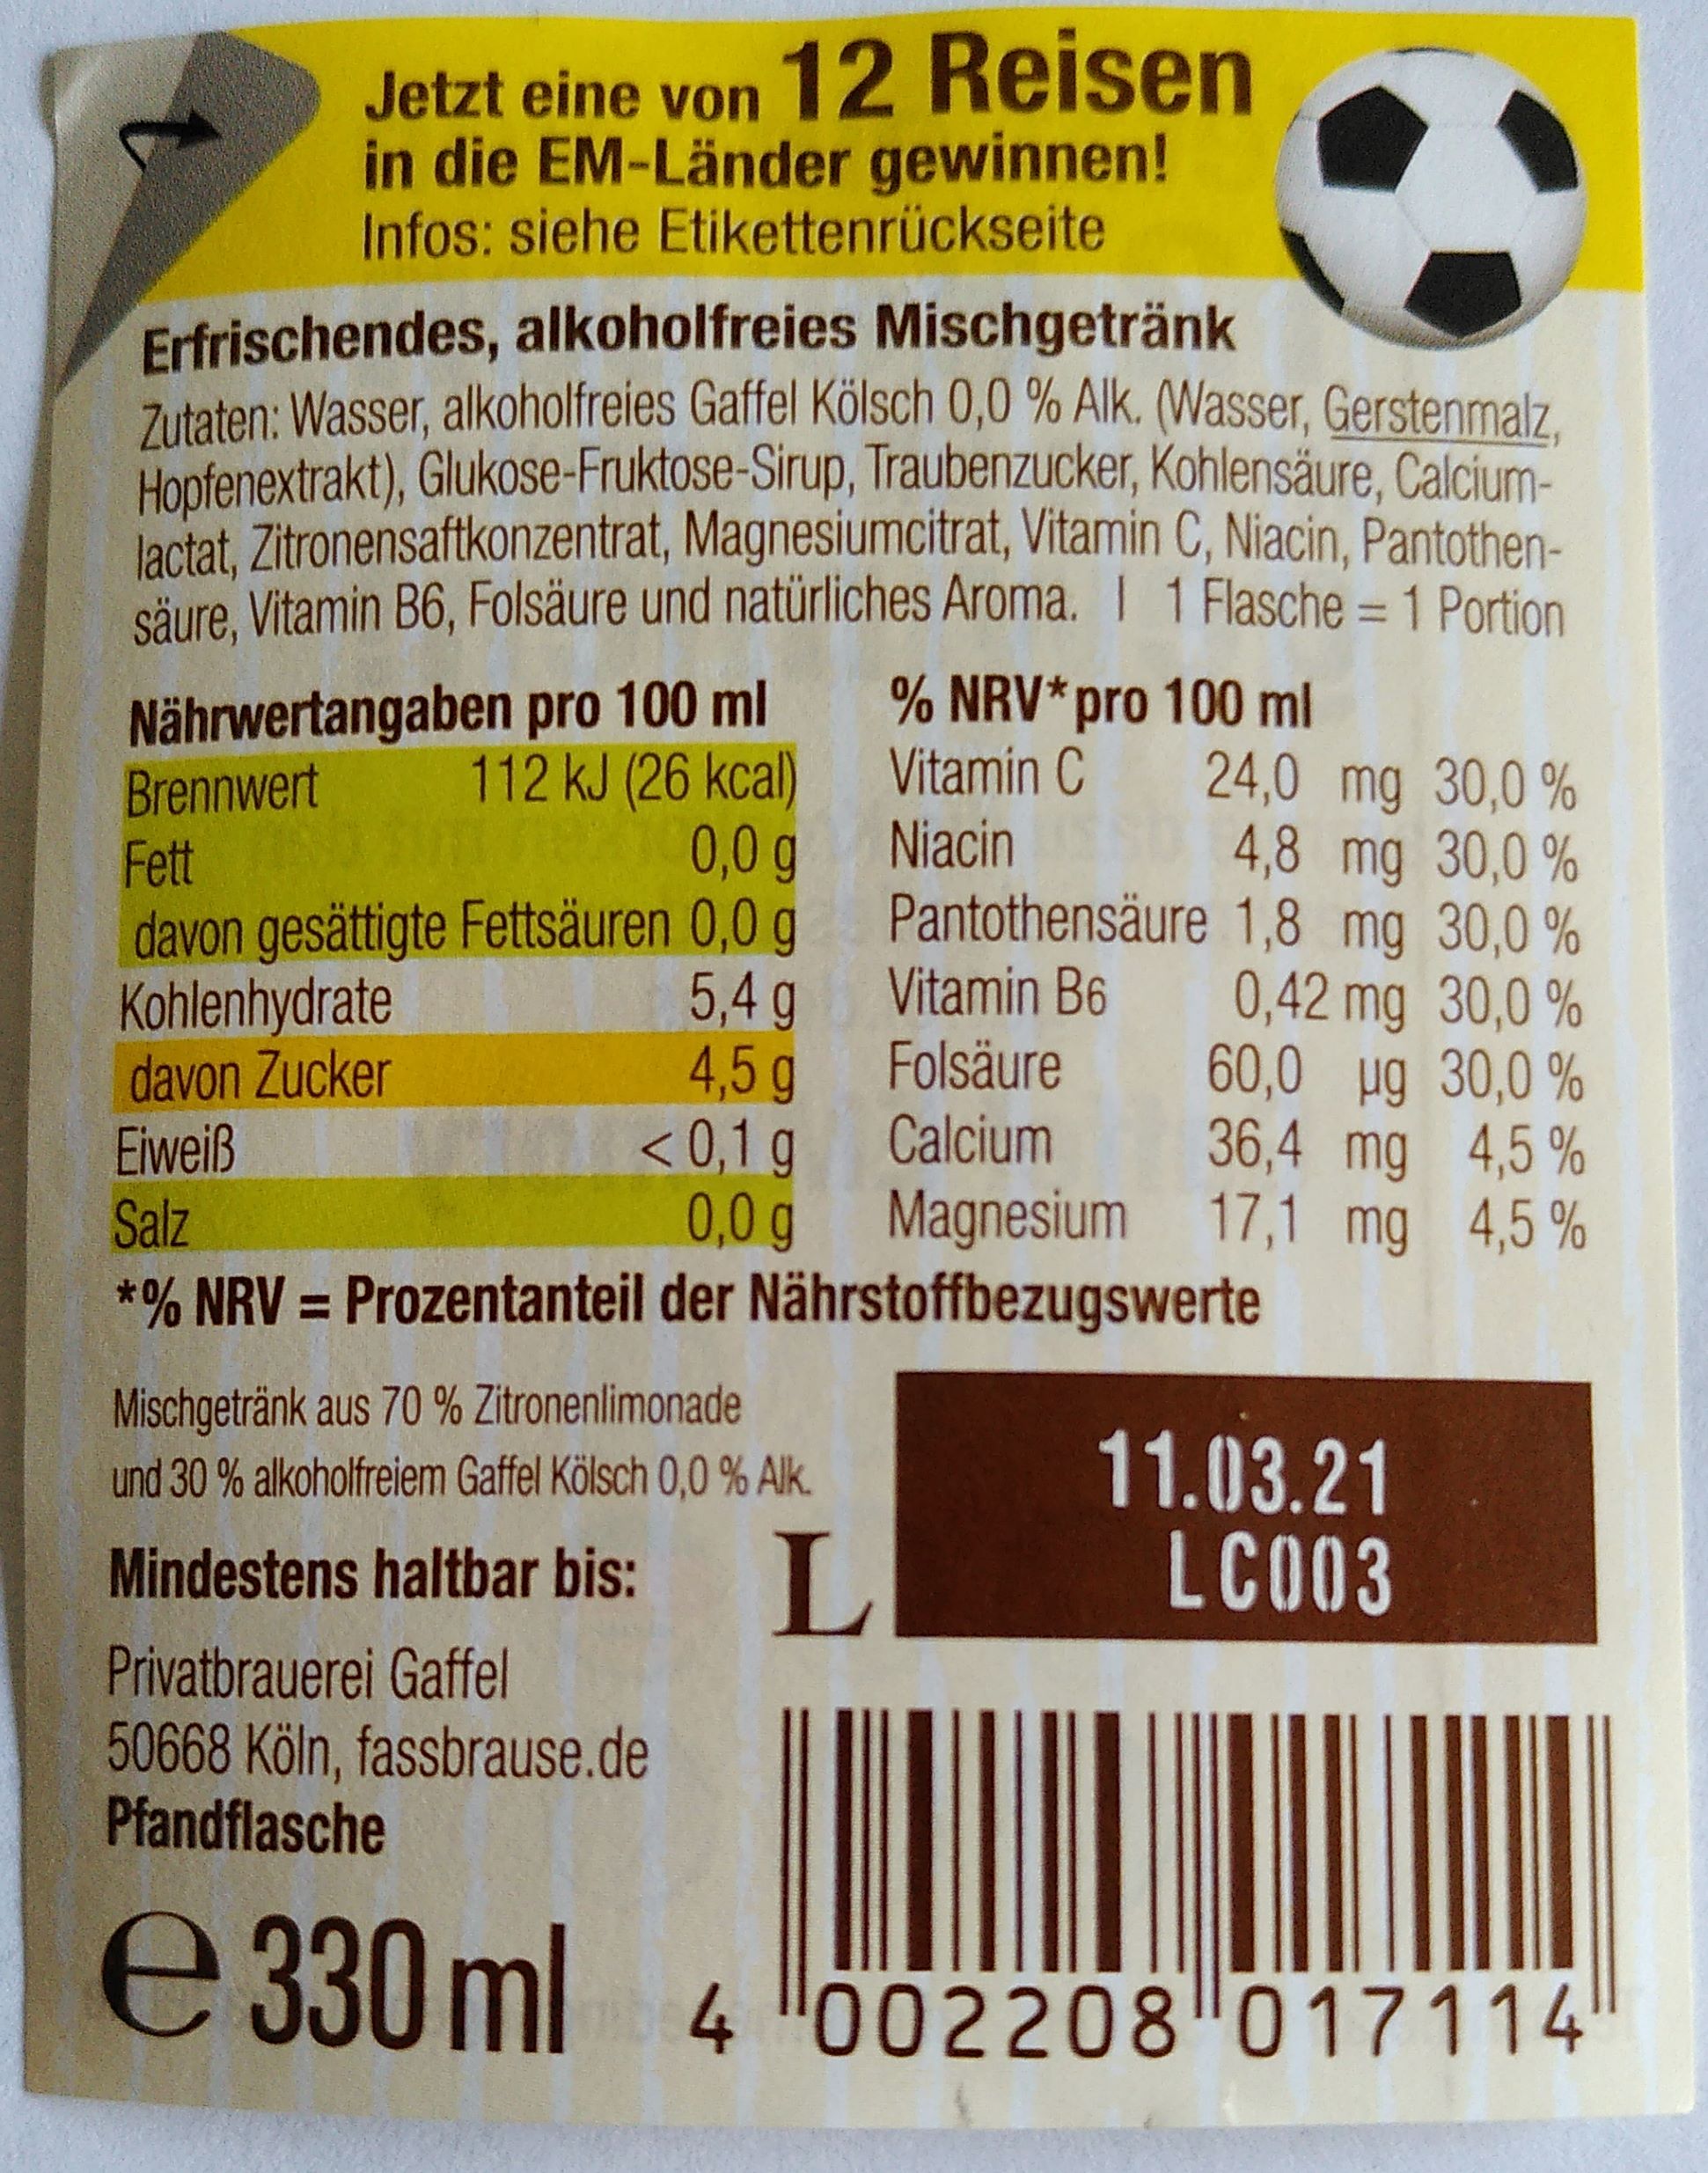 Jetzt eine von 12 Reisen
in die EM-Länder gewinnen!
Infos: siehe Etikettenrückseite
Erfrischendes, alkoholfreies Mischgetränk
Zutaten: Wasser, alkoholfreies Gaffel Kölsch 0,0 % Alk. (Wasser, Gerstenmalz,
Hopfenextrakt), Glukose-Fruktose-Sirup, Traubenzucker, Kohlensäure, Calcium-
lactat, Zitronensaftkonzentrat, Magnesiumcitrat, Vitamin C, Niacin, Pantothen-
säure, Vitamin B6, Folsäure und natürliches Aroma. | 1 Flasche = 1 Portion
Nährwertangaben pro 100 ml
Brennwert 112 kJ (26 kcal)
Fett 0,0 g
davon gesättigte Fettsäuren 0,0 g
Kohlenhydrate 5,4 g
davon Zucker 4,5 g
Eiweiß < 0,1 g
Salz 0,0 g
% NRV* pro 100 ml
Vitamin C 24,0 mg 30,0 %
Niacin 4,8 mg 30,0 %
Pantothensäure 1,8 mg 30,0 %
Vitamin B6 0,42 mg 30,0 %
Folsäure 60,0 µg 30,0 %
Calcium 36,4 mg 4,5 %
Magnesium 17,1 mg 4,5 %
*% NRV = Prozentanteil der Nährstoffbezugswerte
Mischgetränk aus 70 % Zitronenlimonade
und 30 % alkoholfreiem Gaffel Kölsch 0,0 % Alk.
Mindestens haltbar bis:
L
11.03.21
LC003
Privatbrauerei Gaffel
50668 Köln, fassbrause.de
Pfandflasche
e 330 ml
4 002208 017114